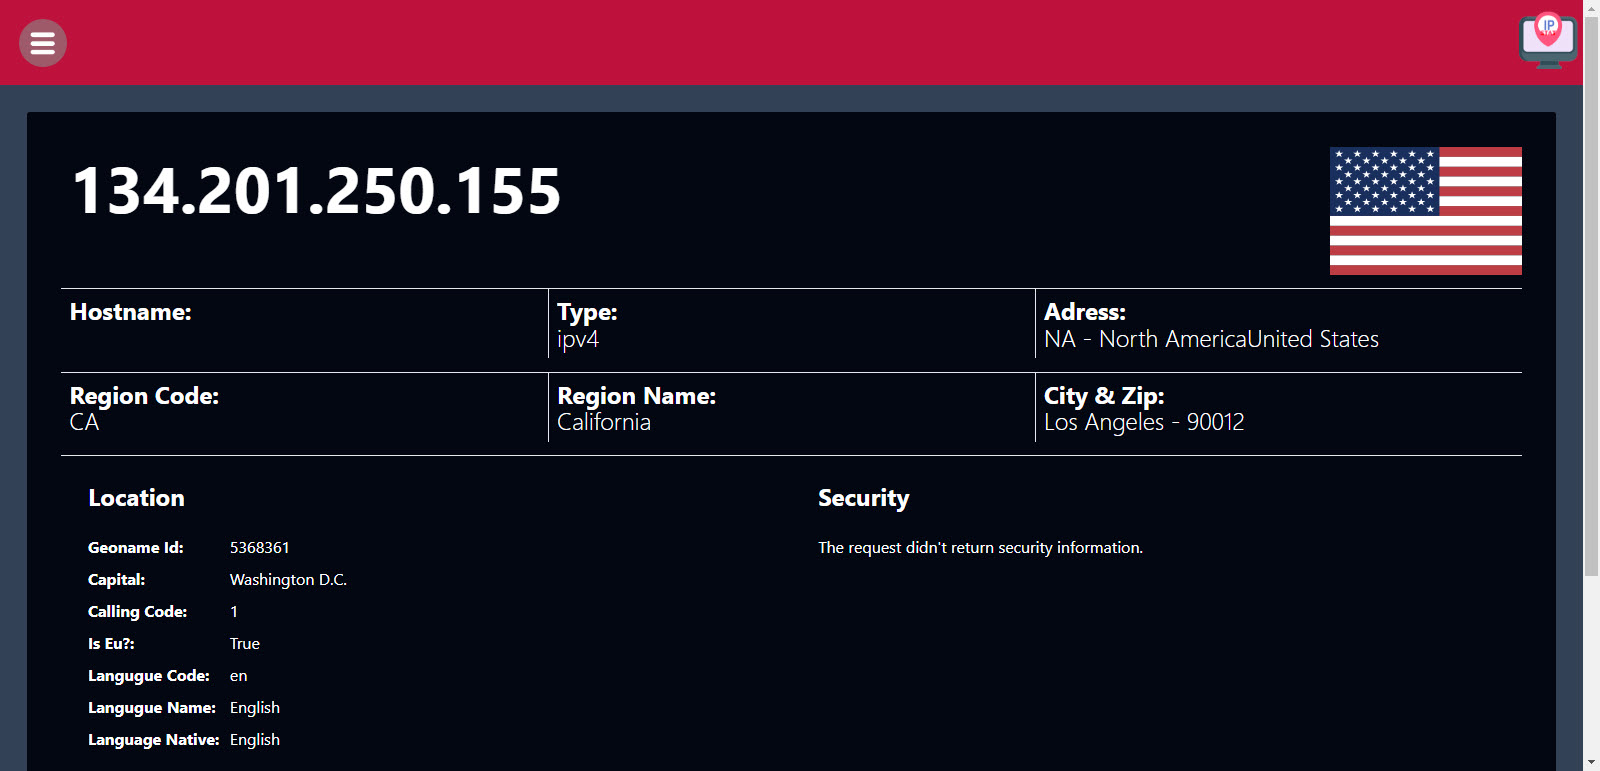 IP
134.201.250.155
Hostname:
Type:
ipv4
Adress:
NA - North AmericaUnited States
Region Code:
CA
Region Name:
California
City & Zip:
Los Angeles - 90012
Location
Geoname Id: 5368361
Capital: Washington D.C.
Calling Code: 1
Is Eu?: True
Langugue Code: en
Langugue Name: English
Language Native: English
Security
The request didn't return security information.